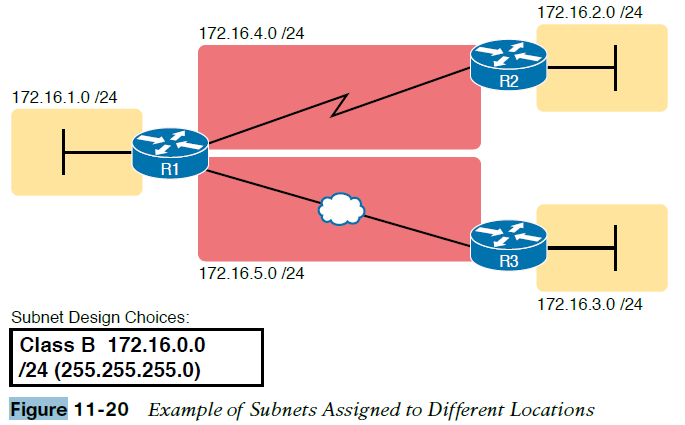 172.16.2.0 /24
172.16.4.0 /24
R2
172.16.1.0 /24
R1
R3
172.16.5.0 /24
172.16.3.0 /24
Subnet Design Choices:
Class B 172.16.0.0
/24 (255.255.255.0)
Figure 11-20 Example of Subnets Assigned to Different Locations